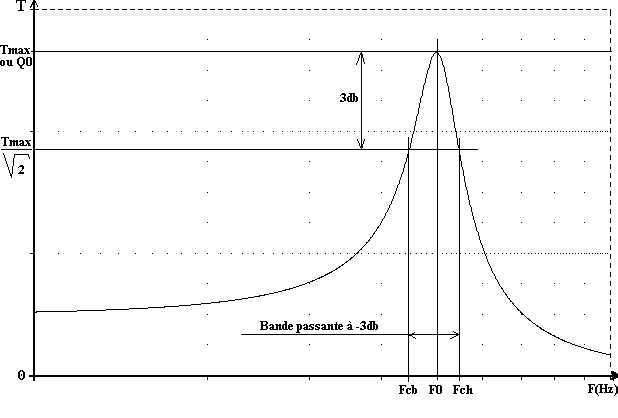 T
Tmax
ou Q0
3db
Tmax
√2
Bande passante à -3db
0
Fcb F0 Fch F(Hz)